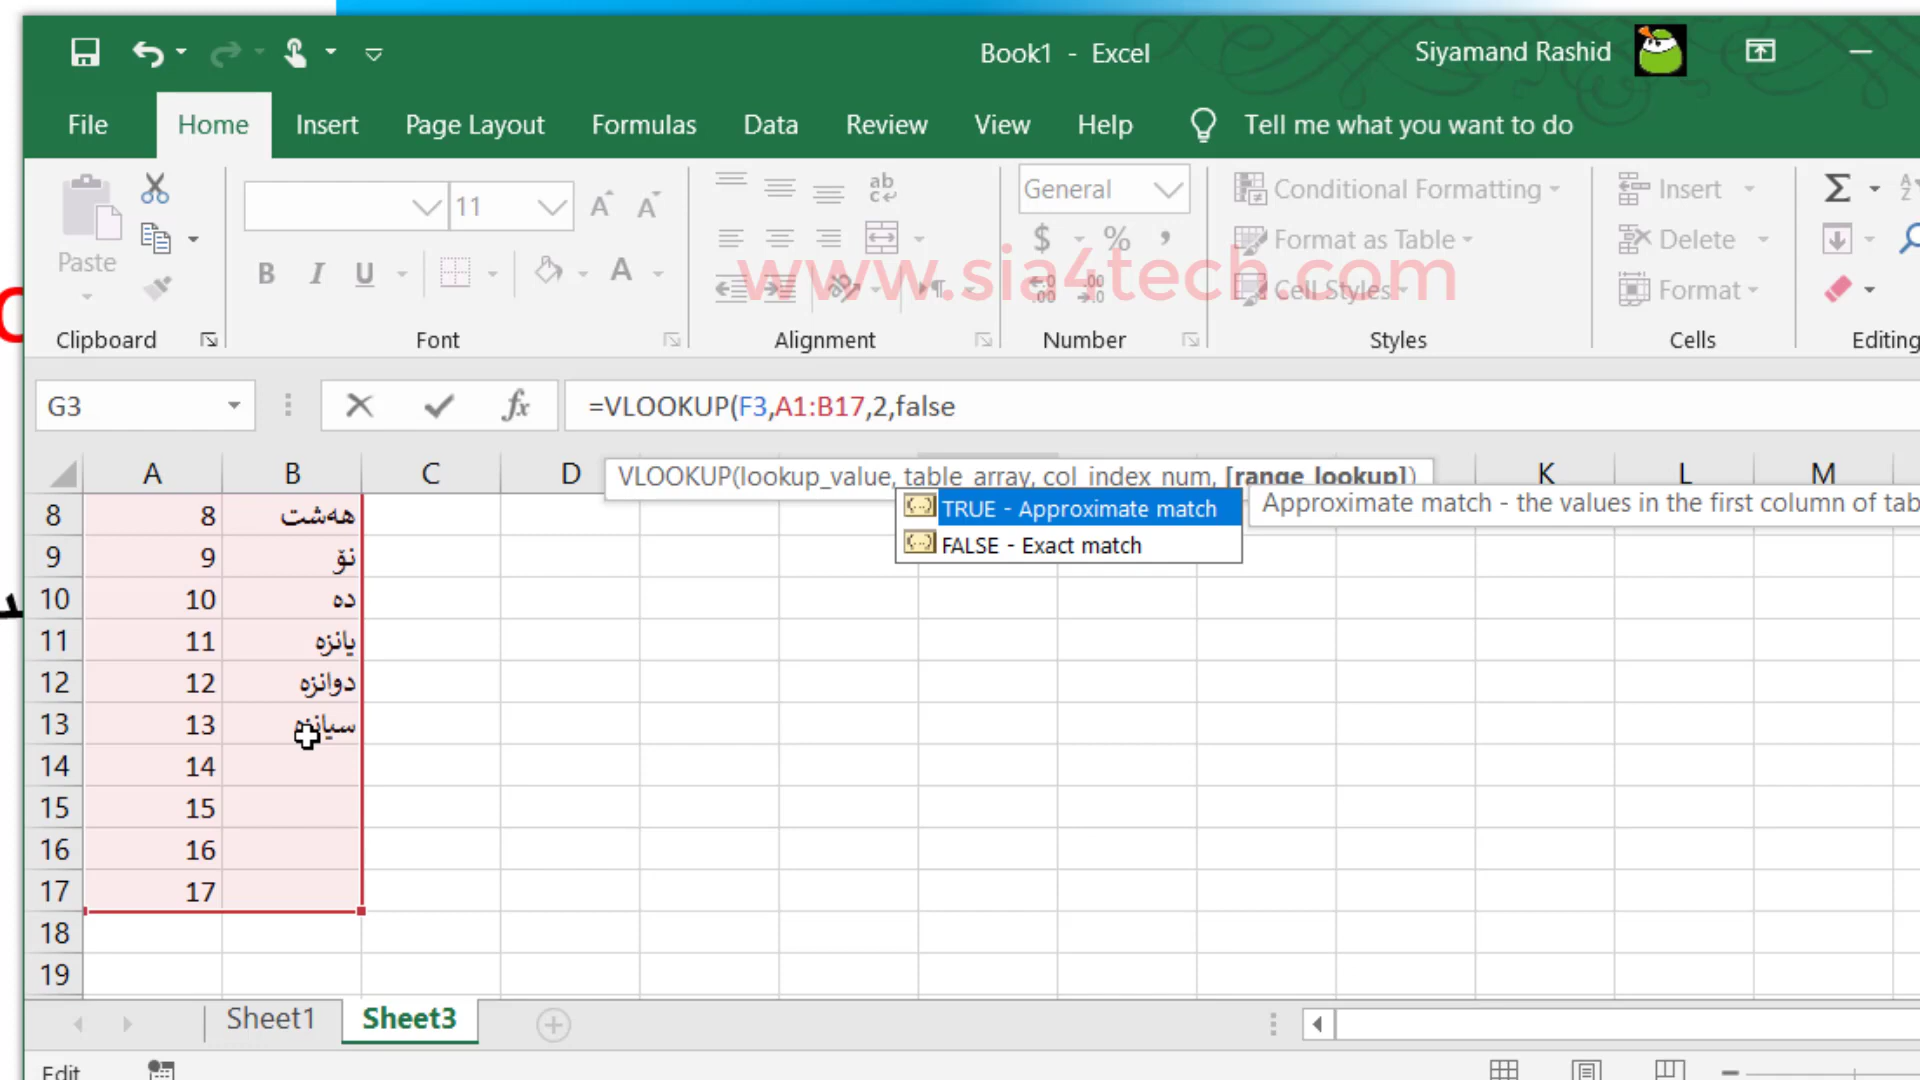 Book1 - Excel
Siyamand Rashid
File Home Insert Page Layout Formulas Data Review View Help Tell me what you want to do
General
11
Conditional Formatting
Insert
Paste
Format as Table
Delete
B I U
Cell Styles
Format
www.sia4tech.com
Clipboard Font Alignment Number Styles Cells Editing
G3
=VLOOKUP(F3,A1:B17,2,false
A B C D K L M
VLOOKUP(lookup_value, table_array, col_index_num, [range_lookup])
TRUE - Approximate match
Approximate match - the values in the first column of tab
FALSE - Exact match
8 8 هەشت
9 9 نۆ
10 10 دە
11 11 یانزە
12 12 دوانزە
13 13 سیانزە
14 14
15 15
16 16
17 17
18
19
Sheet1 Sheet3
Edit